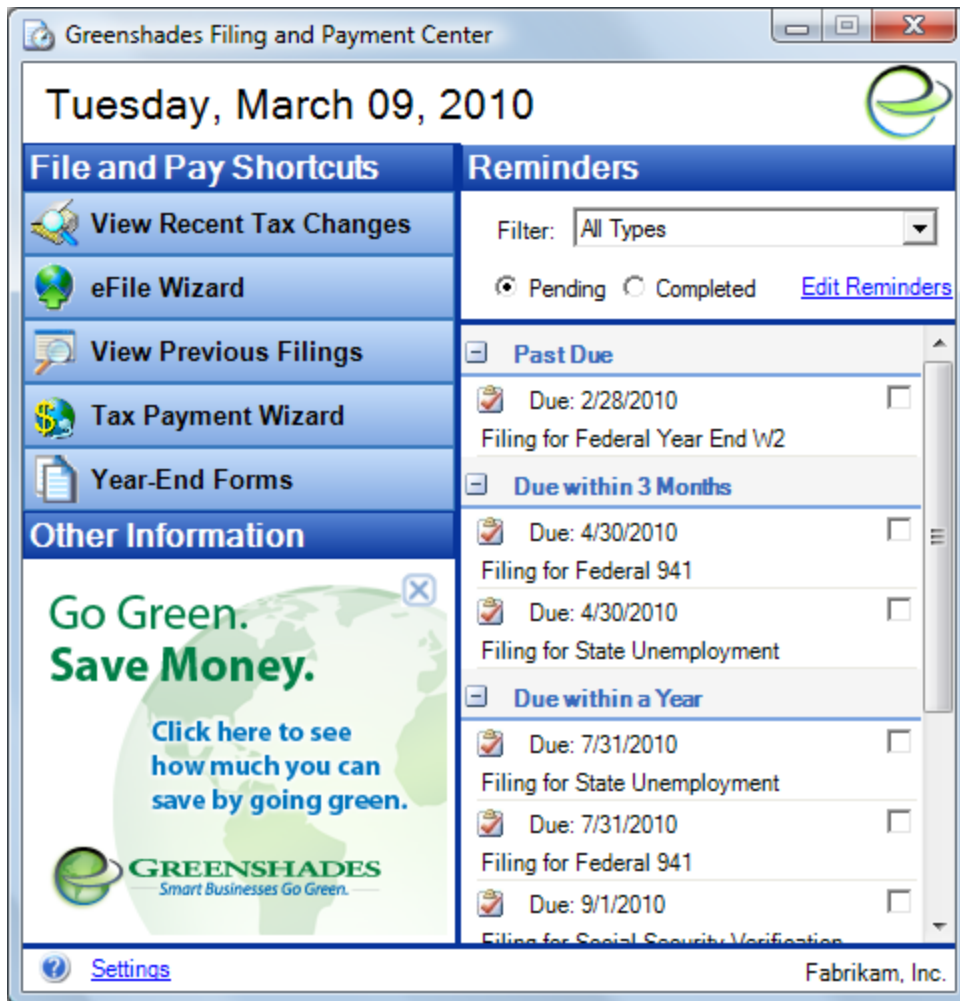 Greenshades Filing and Payment Center
Tuesday, March 09, 2010
File and Pay Shortcuts
View Recent Tax Changes
eFile Wizard
View Previous Filings
Tax Payment Wizard
Year-End Forms
Other Information
Go Green.
Save Money.
Click here to see
how much you can
save by going green.
GREENSHADES
Smart Businesses Go Green.
Reminders
Filter: All Types
Pending Completed Edit Reminders
Past Due
Due: 2/28/2010
Filing for Federal Year End W2
Due within 3 Months
Due: 4/30/2010
Filing for Federal 941
Due: 4/30/2010
Filing for State Unemployment
Due within a Year
Due: 7/31/2010
Filing for State Unemployment
Due: 7/31/2010
Filing for Federal 941
Due: 9/1/2010
Filing for Social Security Verification
Settings
Fabrikam, Inc.